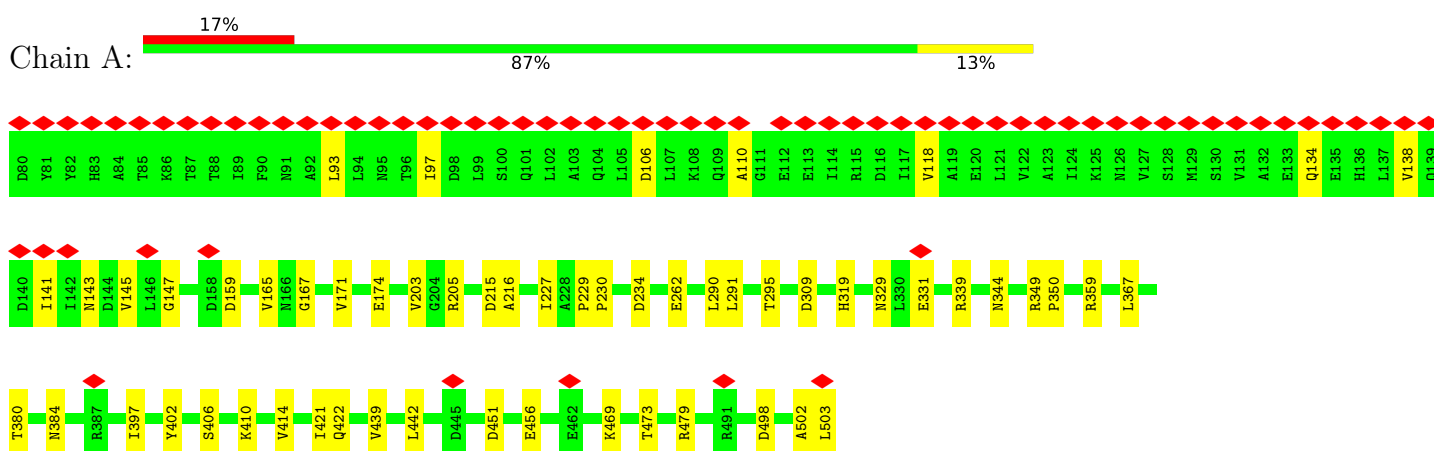 17%
Chain A:
87% 13%
D80 Y81 Y82 H83 A84 T85 K86 T87 T88 I89 F90 N91 A92 L93 L94 N95 T96 I97 D98 L99 S100 Q101 L102 A103 Q104 L105 D106 L107 K108 Q109 A110 G111 E112 E113 I114 R115 D116 I117 V118 A119 E120 L121 V122 A123 I124 K125 N126 V127 S128 M129 S130 V131 A132 E133 Q134 E135 H136 L137 V138 Q139
D140 I141 I142 N143 D144 V145 L146 G147 D158 D159 V165 N166 G167 V171 E174 V203 G204 R205 D215 A216 I227 A228 P229 P230 D234 E262 L290 L291 T295 D309 H319 N329 L330 E331 R339 N344 R349 P350 R359 L367
T380 N384 R387 I397 Y402 S406 K410 V414 I421 Q422 V439 L442 D445 D451 E456 E462 K469 T473 R479 R491 D498 A502 L503